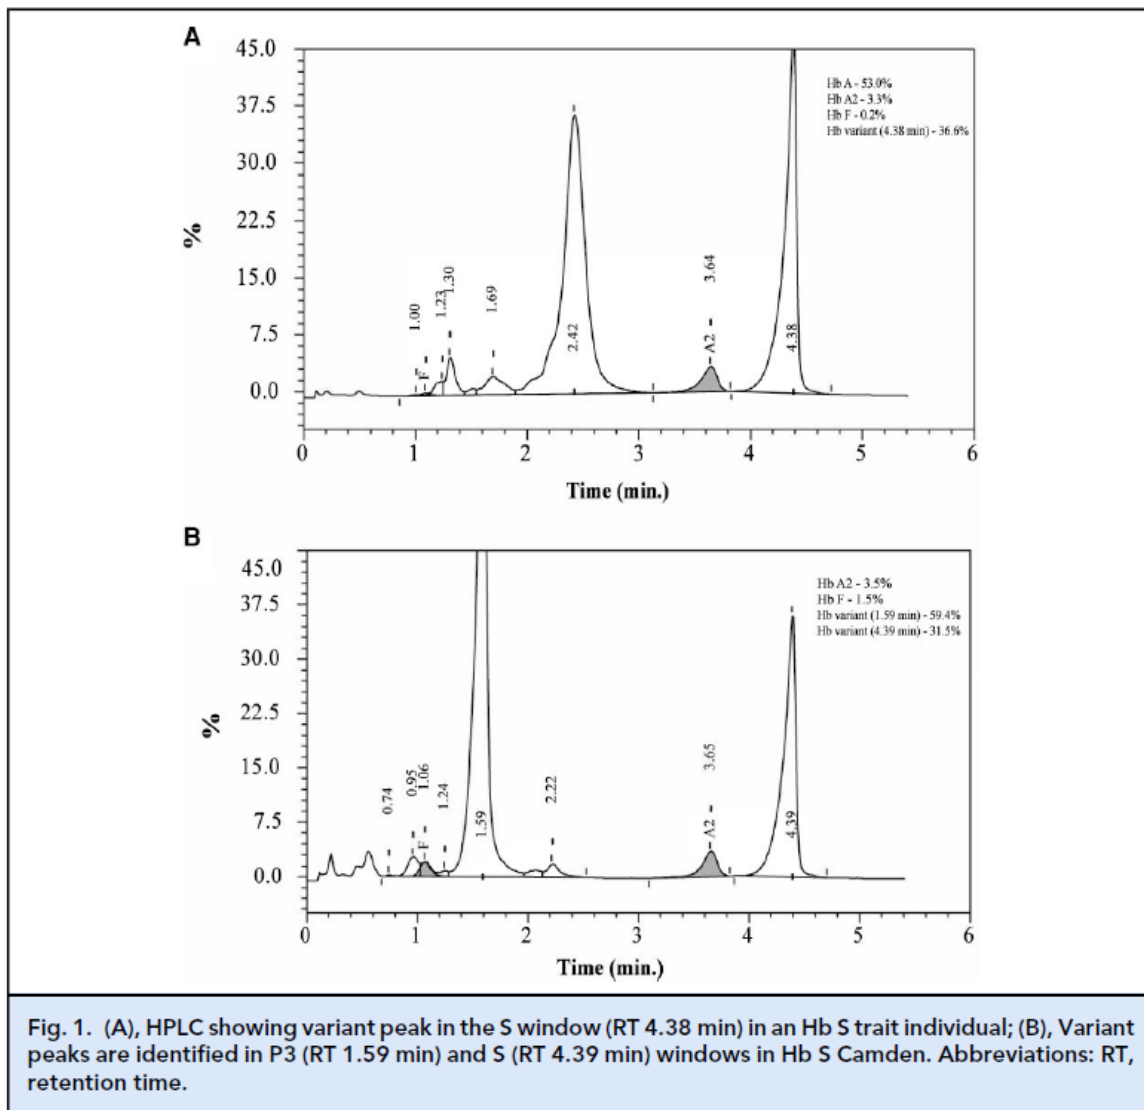 A
45.0
37.5
30.0
22.5
15.0
7.5
0.0
%
Hb A - 53.0%
Hb A2 - 3.3%
Hb F - 0.2%
Hb variant (4.38 min) - 36.6%
1.00
F
1.23
1.30
1.69
2.42
3.64
A2
4.38
0 1 2 3 4 5 6
Time (min.)
B
45.0
37.5
30.0
22.5
15.0
7.5
0.0
%
Hb A2 - 3.5%
Hb F - 1.5%
Hb variant (1.59 min) - 59.4%
Hb variant (4.39 min) - 31.5%
0.74
0.95
1.06
F
1.24
1.59
2.22
3.65
A2
4.39
0 1 2 3 4 5 6
Time (min.)
Fig. 1. (A), HPLC showing variant peak in the S window (RT 4.38 min) in an Hb S trait individual; (B), Variant
peaks are identified in P3 (RT 1.59 min) and S (RT 4.39 min) windows in Hb S Camden. Abbreviations: RT,
retention time.